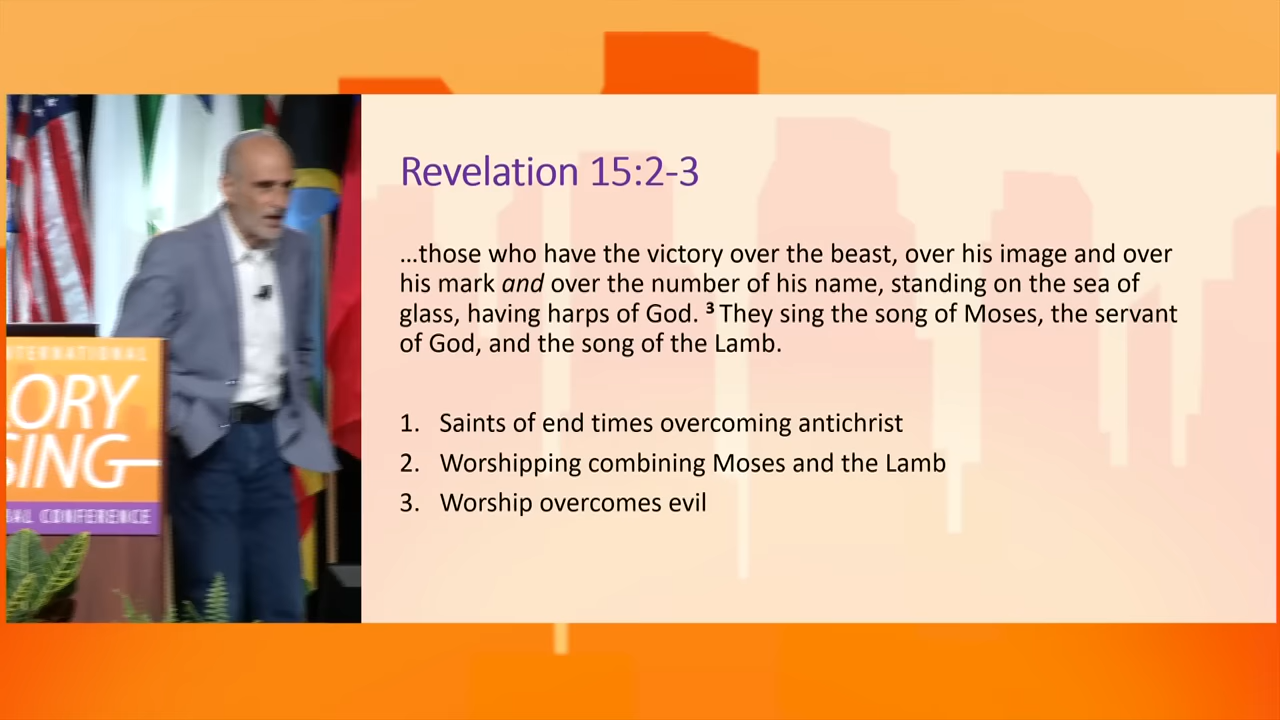 INTERNATIONAL
ORY
SING
CONFERENCE
Revelation 15:2-3
…those who have the victory over the beast, over his image and over
his mark and over the number of his name, standing on the sea of
glass, having harps of God. ³ They sing the song of Moses, the servant
of God, and the song of the Lamb.
1. Saints of end times overcoming antichrist
2. Worshipping combining Moses and the Lamb
3. Worship overcomes evil